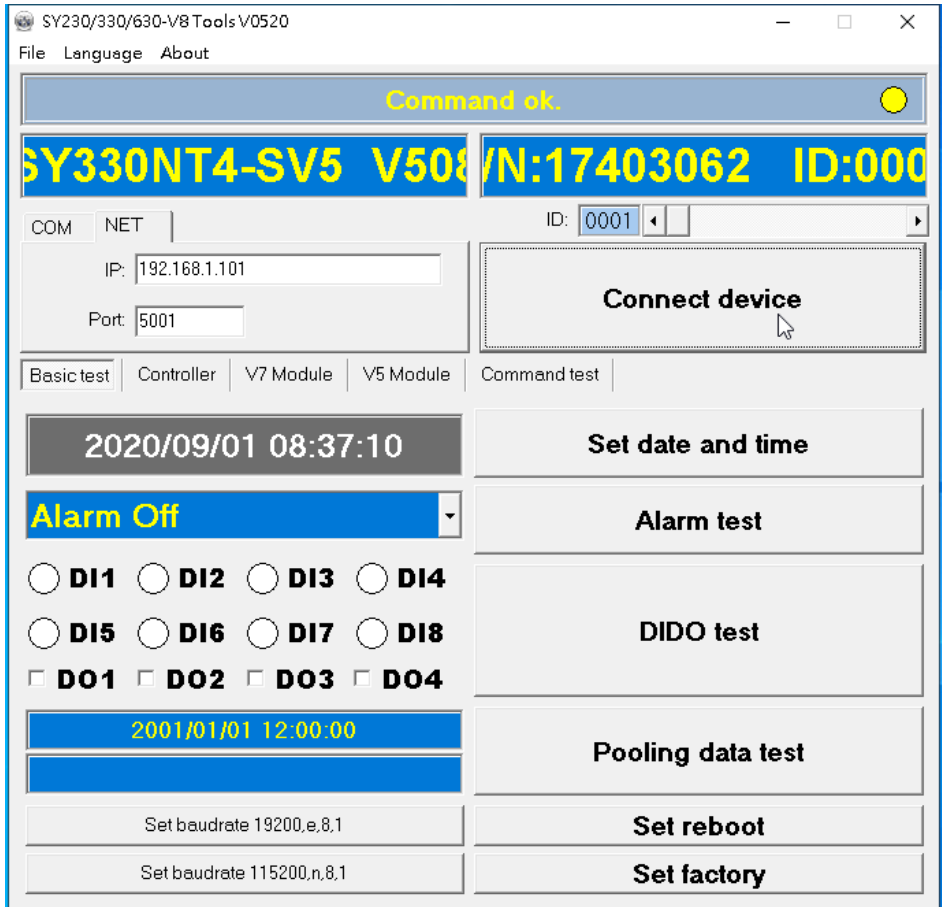 SY230/330/630-V8 Tools V0520
File Language About
Command ok.
SY330NT4-SV5 V508
/N:17403062 ID:000
COM NET
ID: 0001
IP: 192.168.1.101
Port: 5001
Connect device
Basic test Controller V7 Module V5 Module Command test
2020/09/01 08:37:10
Set date and time
Alarm Off
Alarm test
DI1 DI2 DI3 DI4
DI5 DI6 DI7 DI8
DIDO test
DO1 DO2 DO3 DO4
2001/01/01 12:00:00
Pooling data test
Set baudrate 19200,e,8,1
Set reboot
Set baudrate 115200,n,8,1
Set factory